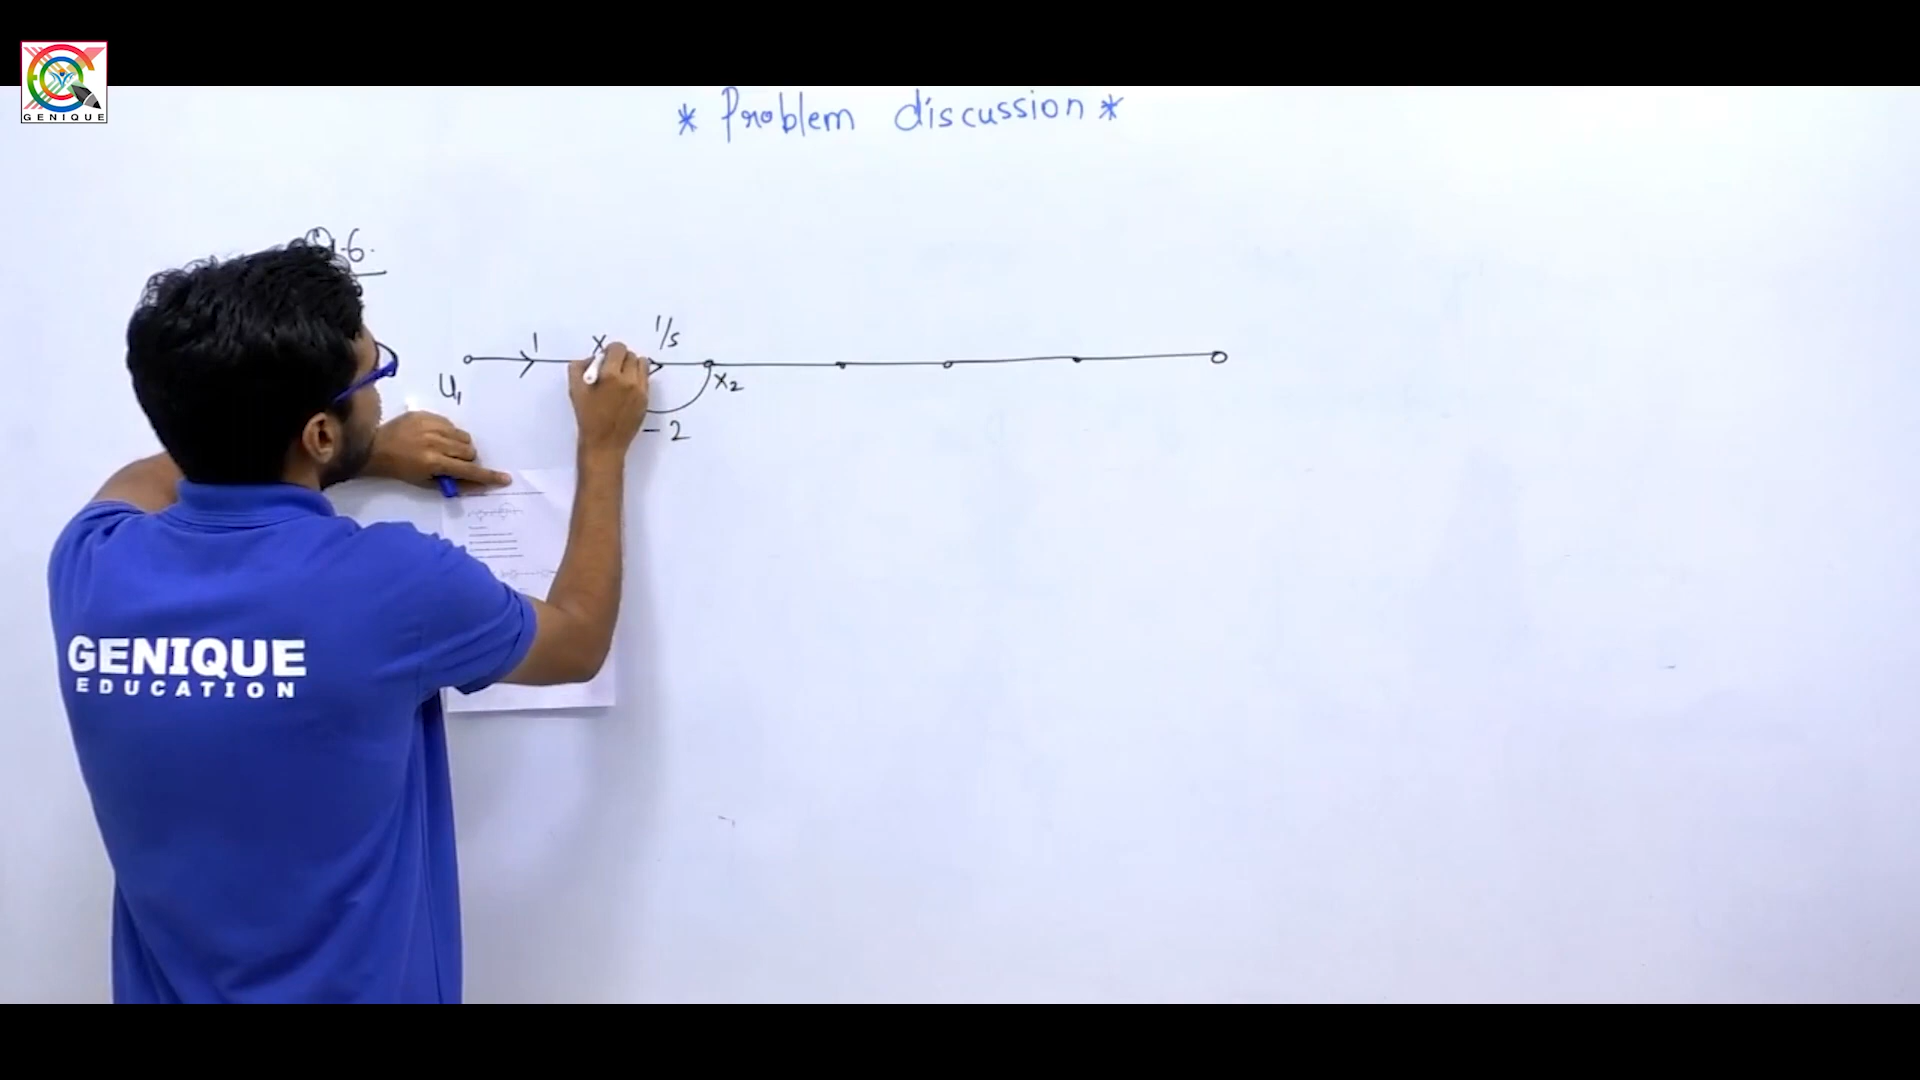 GENIQUE
* Problem discussion *
Q.6.
1
x
1/s
u₁
x₂
-2
GENIQUE
EDUCATION